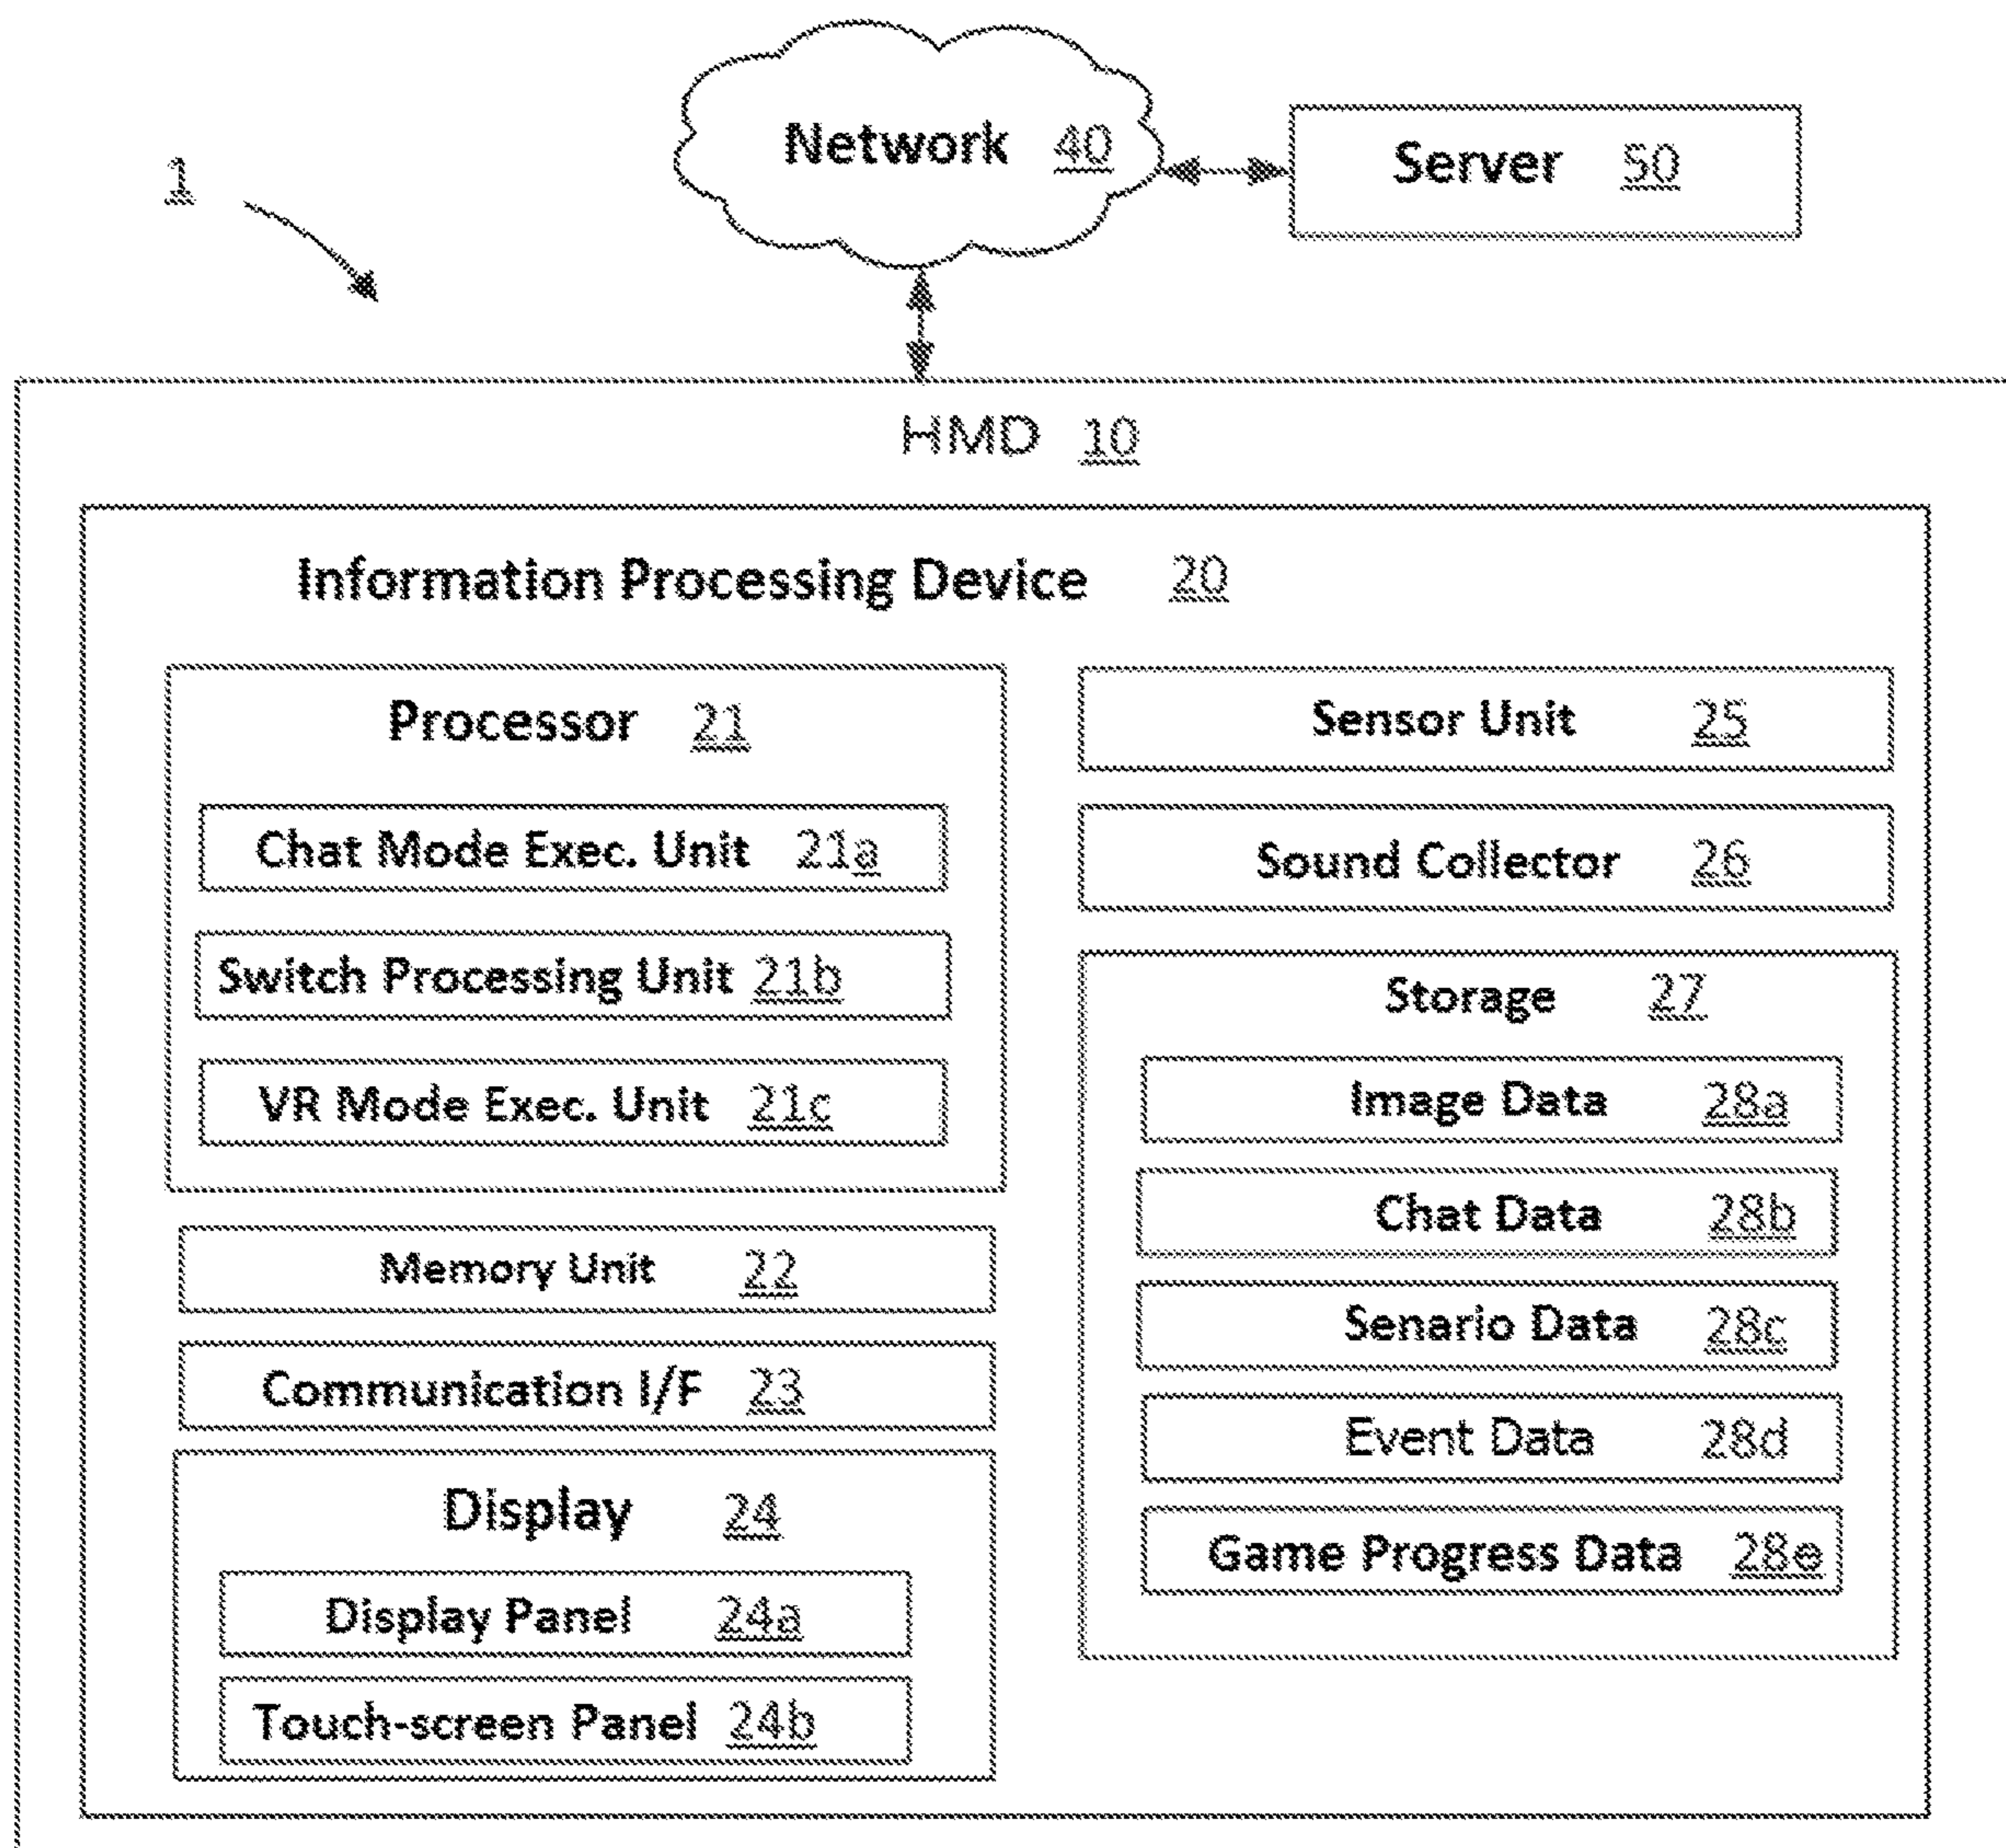 Network 40
Server 50
1
HMD 10
Information Processing Device 20
Processor 21
Chat Mode Exec. Unit 21a
Switch Processing Unit 21b
VR Mode Exec. Unit 21c
Memory Unit 22
Communication I/F 23
Display 24
Display Panel 24a
Touch-screen Panel 24b
Sensor Unit 25
Sound Collector 26
Storage 27
Image Data 28a
Chat Data 28b
Senario Data 28c
Event Data 28d
Game Progress Data 28e